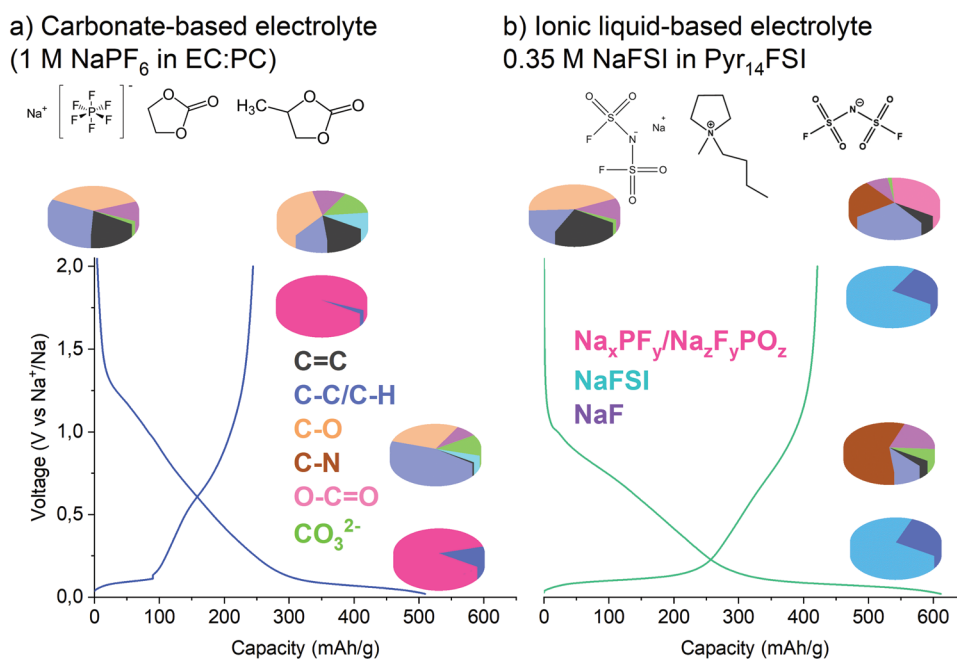 a) Carbonate-based electrolyte
(1 M NaPF₆ in EC:PC)
b) Ionic liquid-based electrolyte
0.35 M NaFSI in Pyr₁₄FSI
Na⁺
F
F F
P
F F
F
−
O
O
O
H₃C
O
O
O
O
O
S
F
N⁻
Na⁺
F S O
O
N⁺
O
N⊖
O
S
S
F
F
O
O
Voltage (V vs Na⁺/Na)
2,0
1,5
1,0
0,5
0,0
C=C
C-C/C-H
C-O
C-N
O-C=O
CO₃²⁻
NaₓPFᵧ/Na_zFᵧPO_z
NaFSI
NaF
0 100 200 300 400 500 600
Capacity (mAh/g)
0 100 200 300 400 500 600
Capacity (mAh/g)